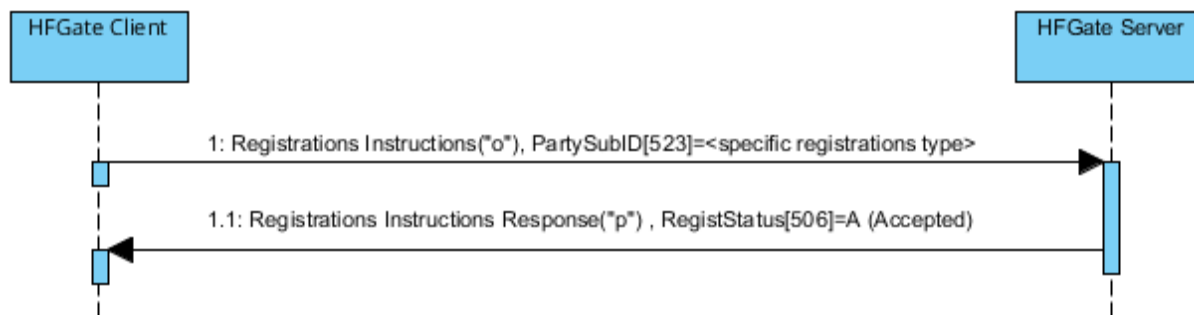 HFGate Client
HFGate Server
1: Registrations Instructions("o"), PartySubID[523]=<specific registrations type>
1.1: Registrations Instructions Response("p") , RegistStatus[506]=A (Accepted)